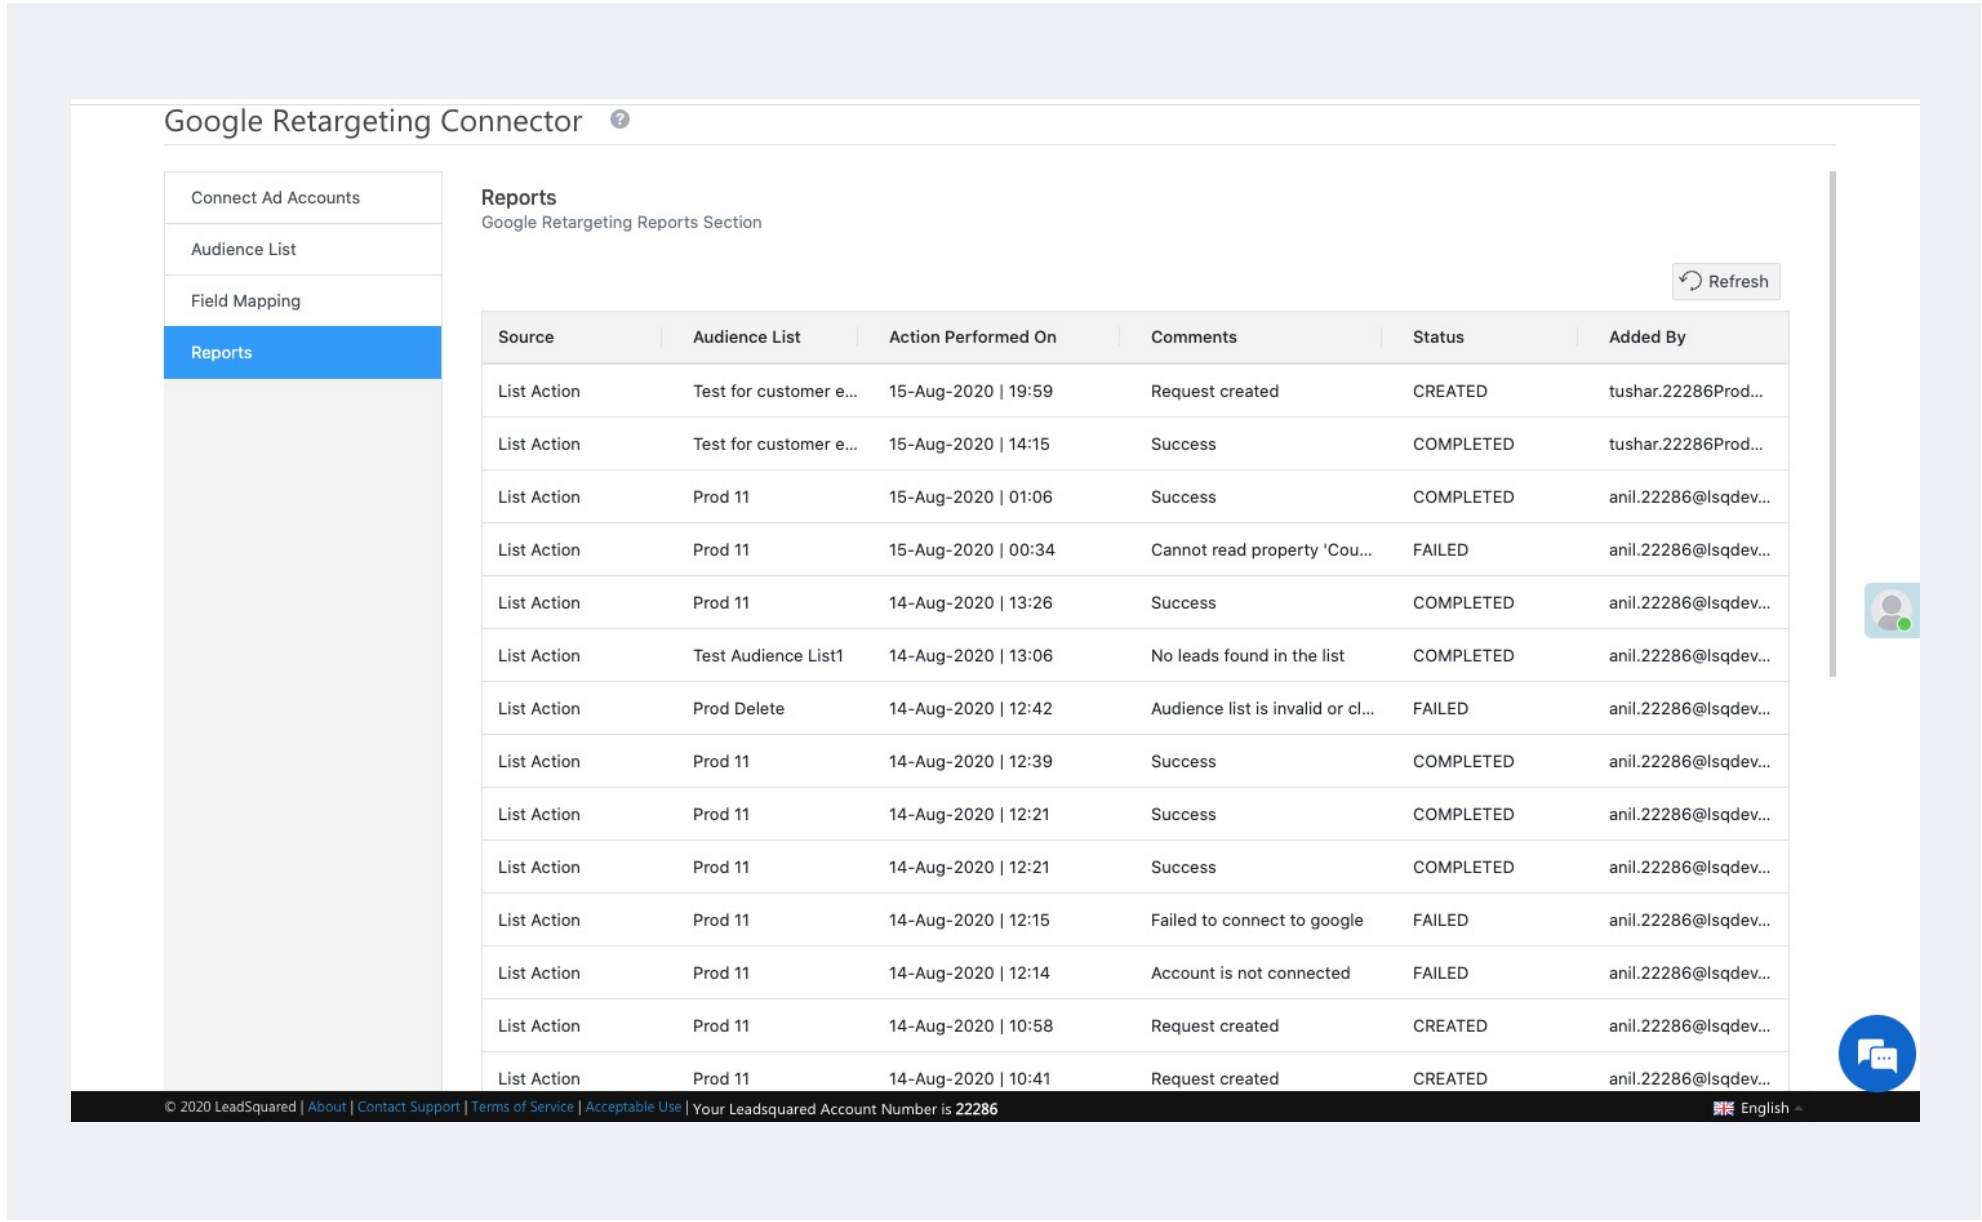 Google Retargeting Connector ?
Connect Ad Accounts
Audience List
Field Mapping
Reports
Reports
Google Retargeting Reports Section
Refresh
Source Audience List Action Performed On Comments Status Added By
List Action Test for customer e... 15-Aug-2020 | 19:59 Request created CREATED tushar.22286Prod...
List Action Test for customer e... 15-Aug-2020 | 14:15 Success COMPLETED tushar.22286Prod...
List Action Prod 11 15-Aug-2020 | 01:06 Success COMPLETED anil.22286@lsqdev...
List Action Prod 11 15-Aug-2020 | 00:34 Cannot read property 'Cou... FAILED anil.22286@lsqdev...
List Action Prod 11 14-Aug-2020 | 13:26 Success COMPLETED anil.22286@lsqdev...
List Action Test Audience List1 14-Aug-2020 | 13:06 No leads found in the list COMPLETED anil.22286@lsqdev...
List Action Prod Delete 14-Aug-2020 | 12:42 Audience list is invalid or cl... FAILED anil.22286@lsqdev...
List Action Prod 11 14-Aug-2020 | 12:39 Success COMPLETED anil.22286@lsqdev...
List Action Prod 11 14-Aug-2020 | 12:21 Success COMPLETED anil.22286@lsqdev...
List Action Prod 11 14-Aug-2020 | 12:21 Success COMPLETED anil.22286@lsqdev...
List Action Prod 11 14-Aug-2020 | 12:15 Failed to connect to google FAILED anil.22286@lsqdev...
List Action Prod 11 14-Aug-2020 | 12:14 Account is not connected FAILED anil.22286@lsqdev...
List Action Prod 11 14-Aug-2020 | 10:58 Request created CREATED anil.22286@lsqdev...
List Action Prod 11 14-Aug-2020 | 10:41 Request created CREATED anil.22286@lsqdev...
© 2020 LeadSquared | About | Contact Support | Terms of Service | Acceptable Use | Your Leadsquared Account Number is 22286 English